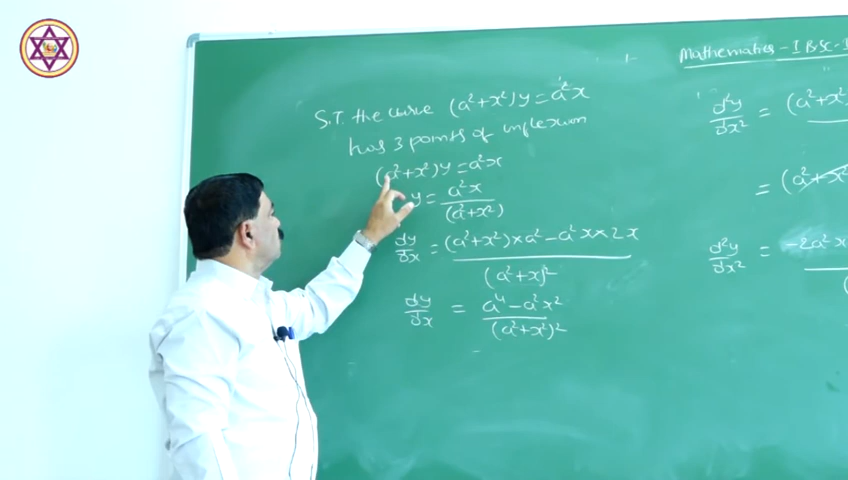 Mathematics - I B.Sc - I
S.T. the curve (a²+x²)y = a²x
has 3 points of inflexion
(a²+x²)y = a²x
y = a²x / (a²+x²)
dy/dx = (a²+x²)×a² - a²x × 2x / (a²+x)²
dy/dx = a⁴ - a²x² / (a²+x²)²
d²y/dx² = (a²+x²
= (a²+x²
d²y/dx² = -2a²x